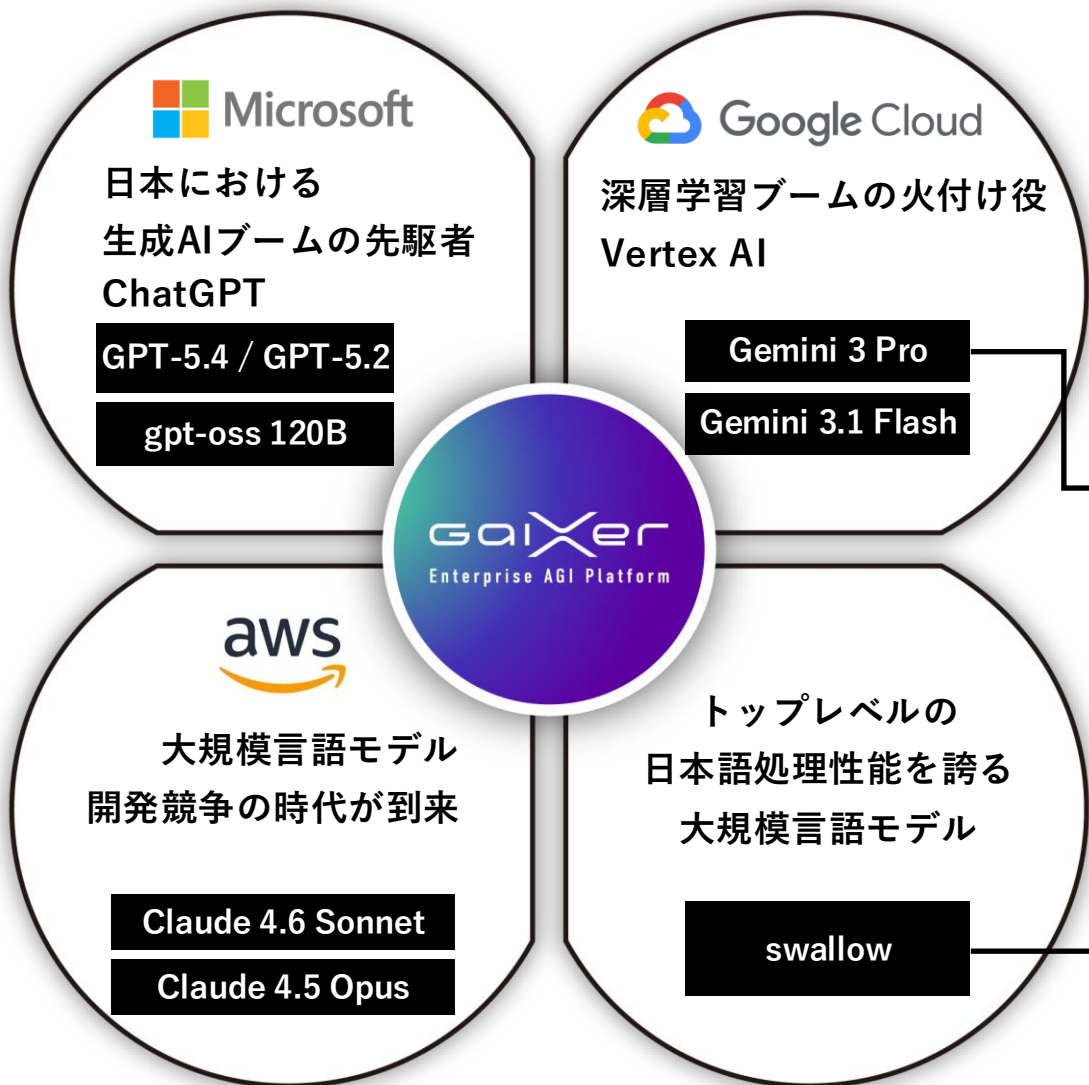 Microsoft
日本における
生成AIブームの先駆者
ChatGPT
GPT-5.4 / GPT-5.2
gpt-oss 120B
Google Cloud
深層学習ブームの火付け役
Vertex AI
Gemini 3 Pro
Gemini 3.1 Flash
GaiXer
Enterprise AGI Platform
aws
大規模言語モデル
開発競争の時代が到来
Claude 4.6 Sonnet
Claude 4.5 Opus
トップレベルの
日本語処理性能を誇る
大規模言語モデル
swallow